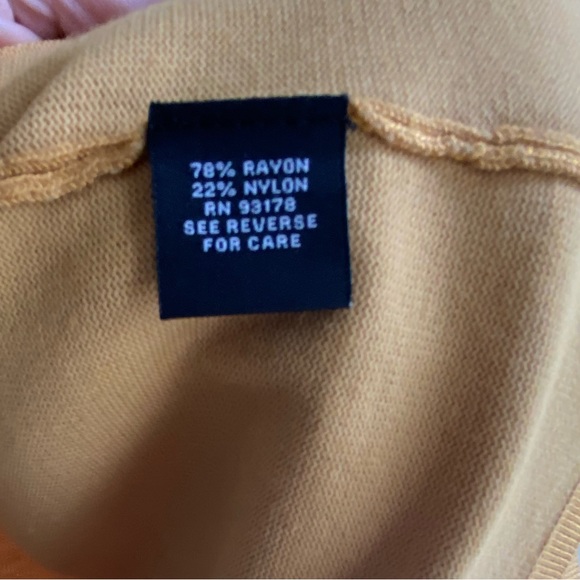 78% RAYON
22% NYLON
RN 93178
SEE REVERSE
FOR CARE